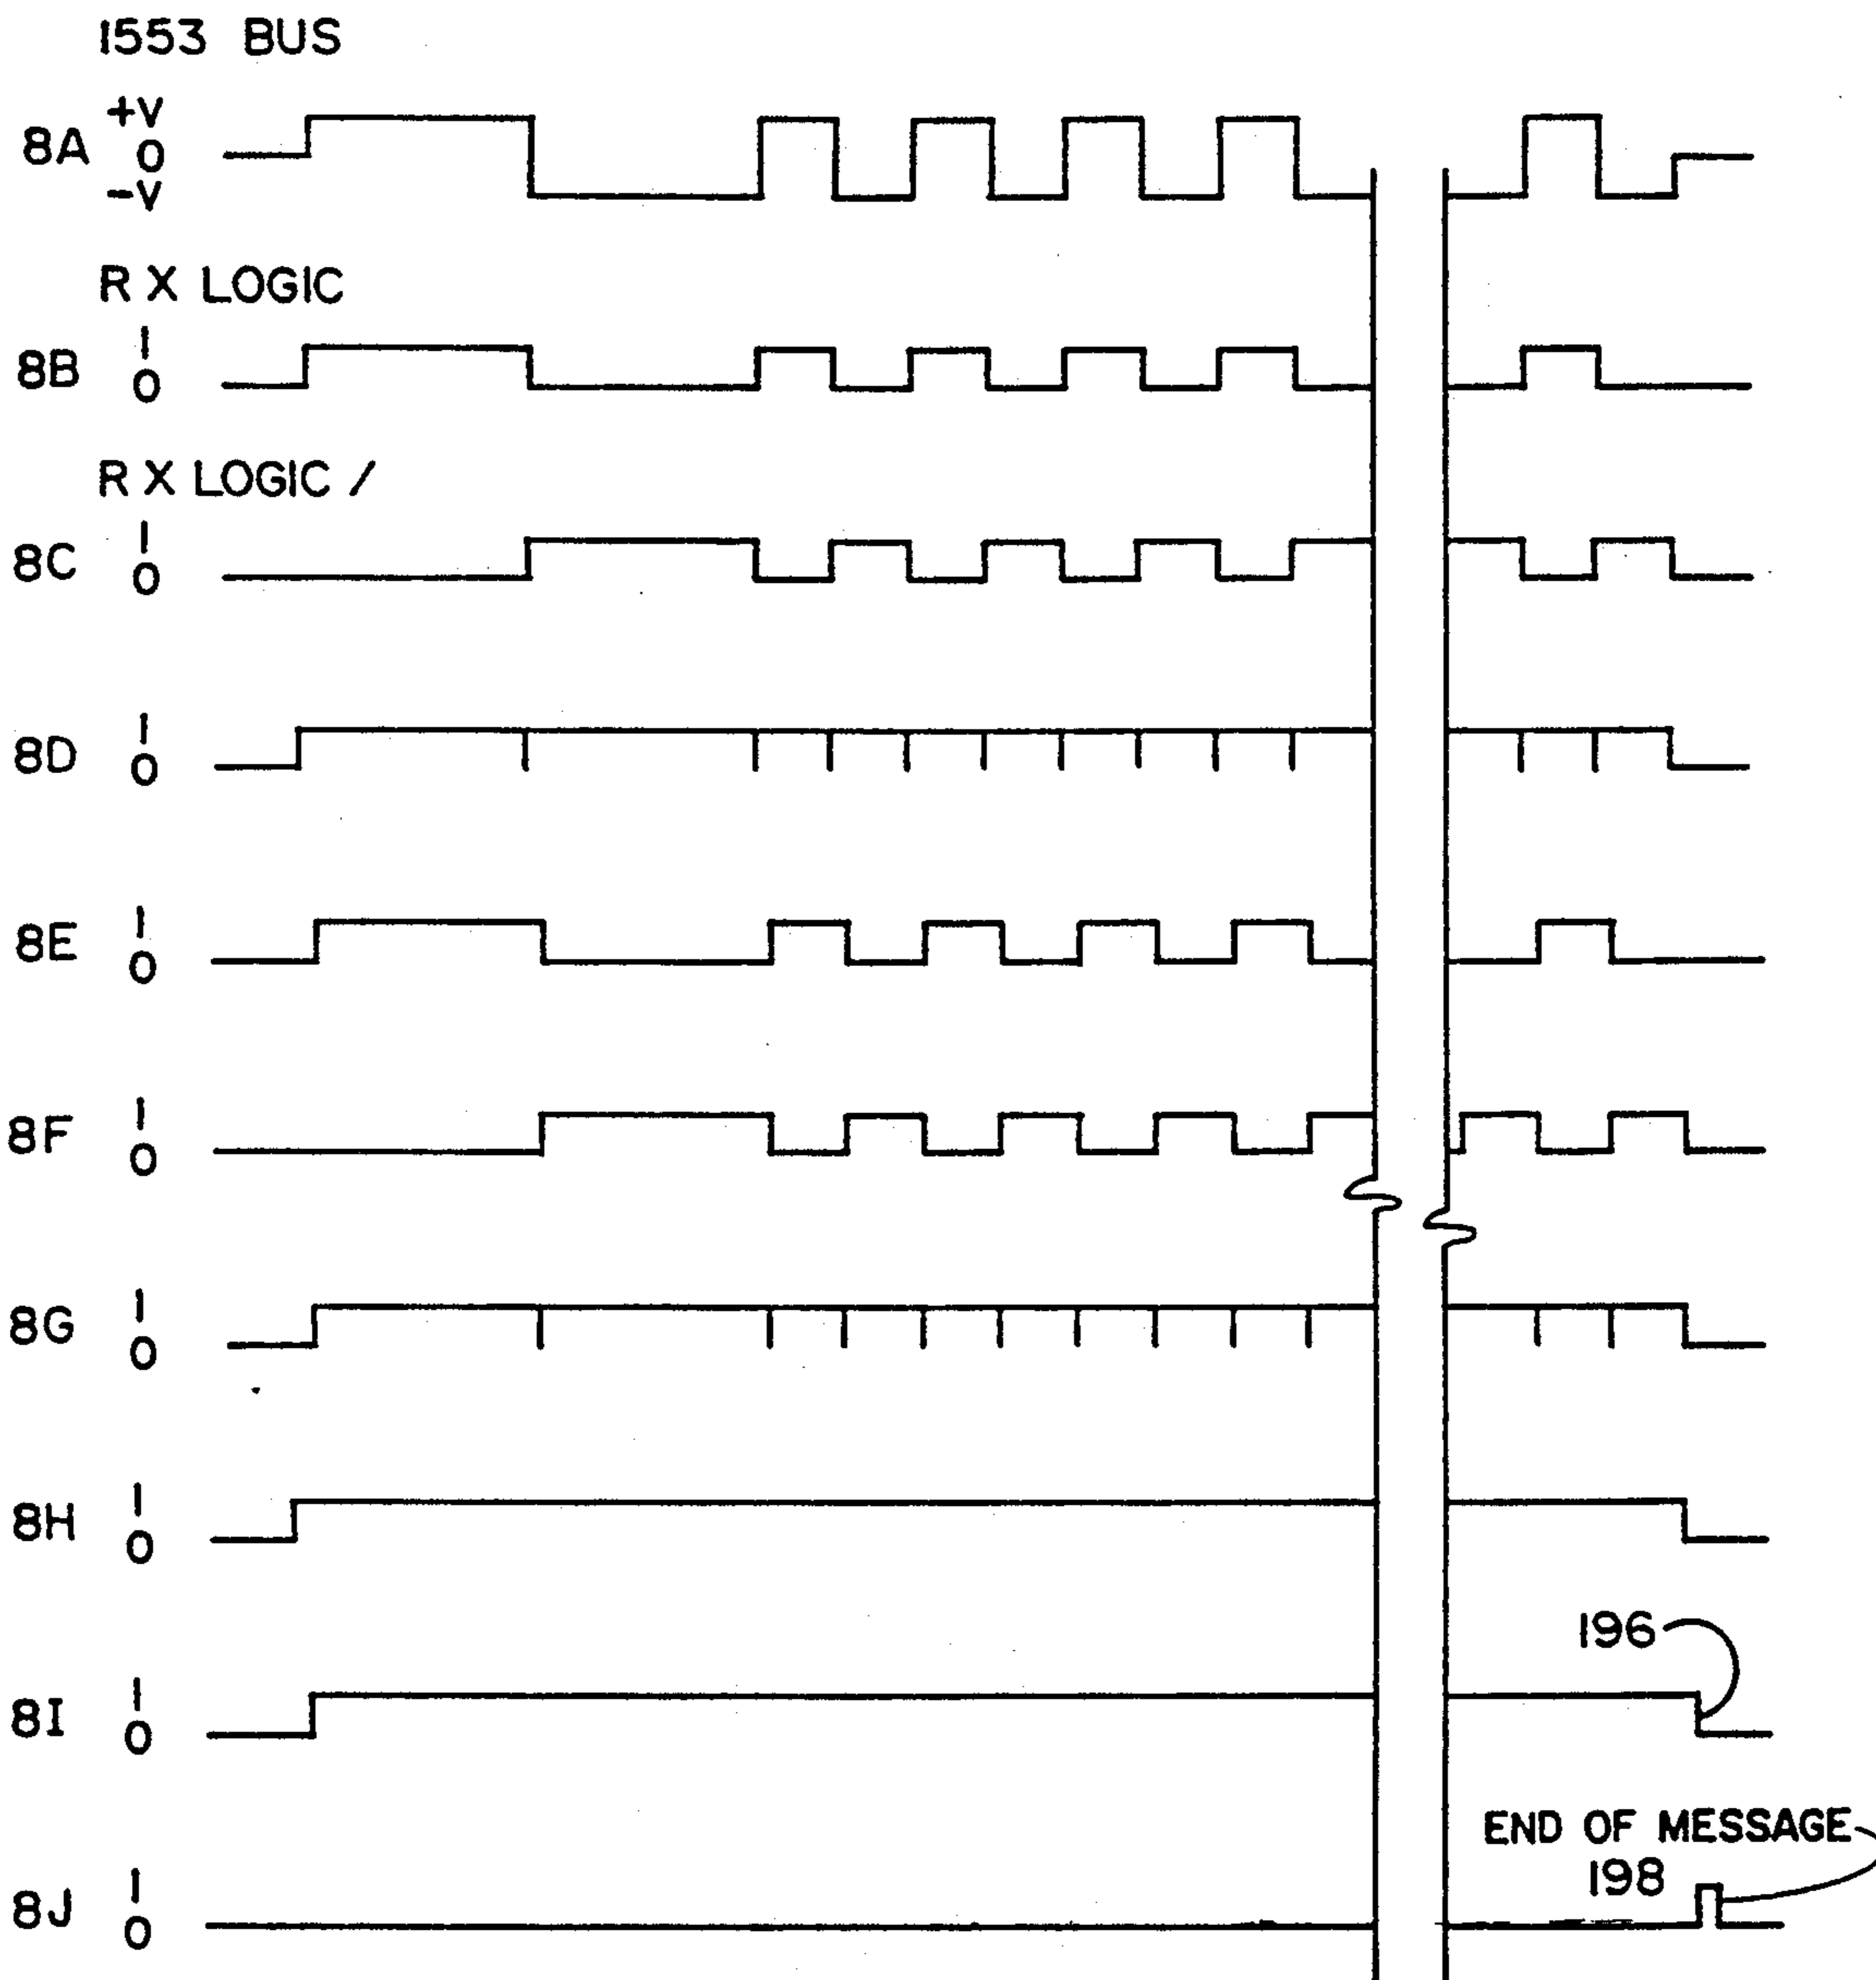 1553 BUS
8A +V
0
-V
RX LOGIC
8B 1
0
RX LOGIC /
8C 1
0
8D 1
0
8E 1
0
8F 1
0
8G 1
0
8H 1
0
196
8I 1
0
END OF MESSAGE
198
8J 1
0